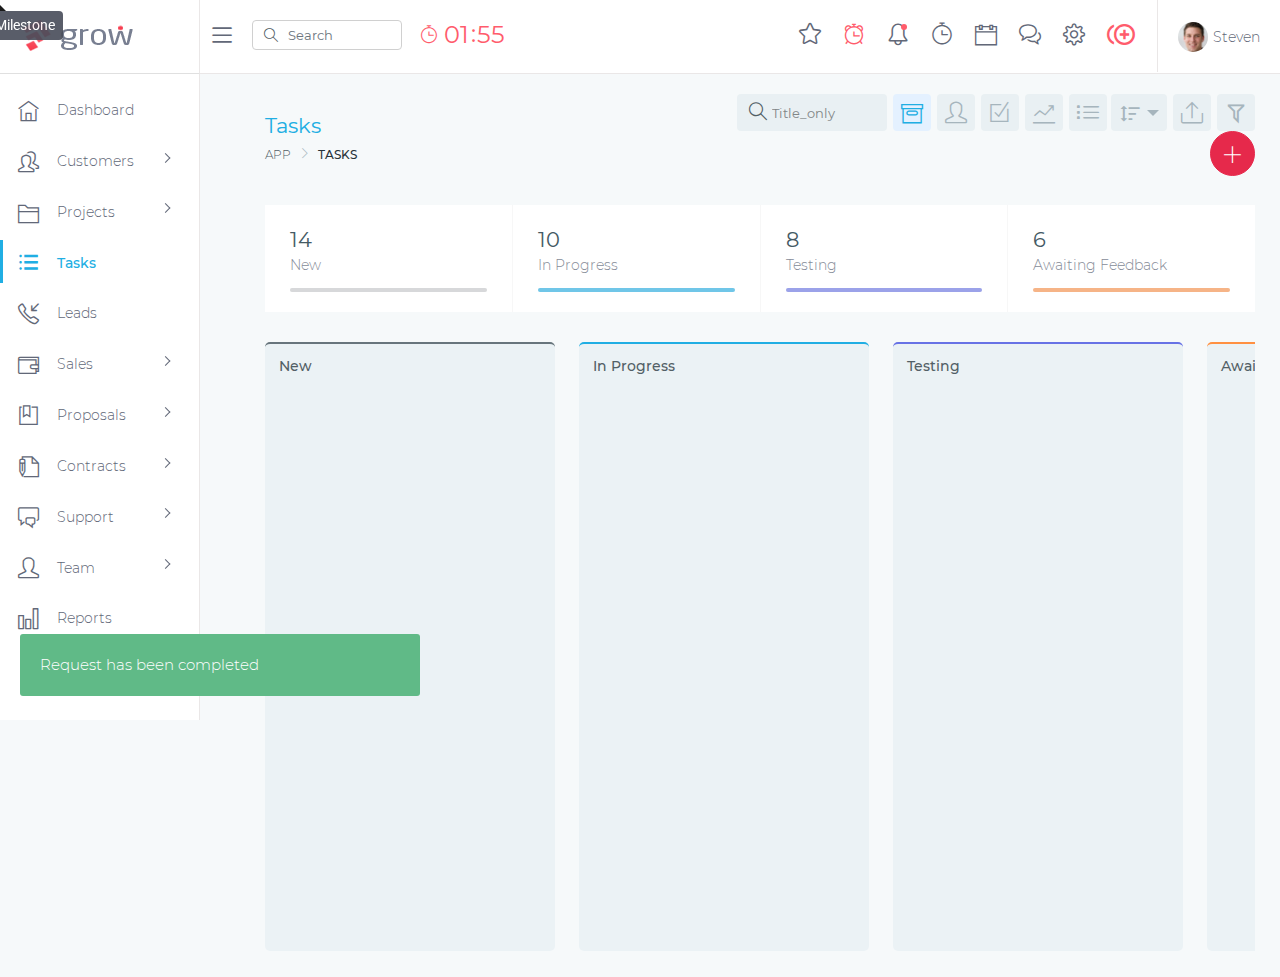 Milestone
grow
Search
01:55
Steven
Dashboard
Customers
Projects
Tasks
Leads
Sales
Proposals
Contracts
Support
Team
Reports
Tasks
APP
TASKS
Title_only
14
New
10
In Progress
8
Testing
6
Awaiting Feedback
New
In Progress
Testing
Awai
Request has been completed